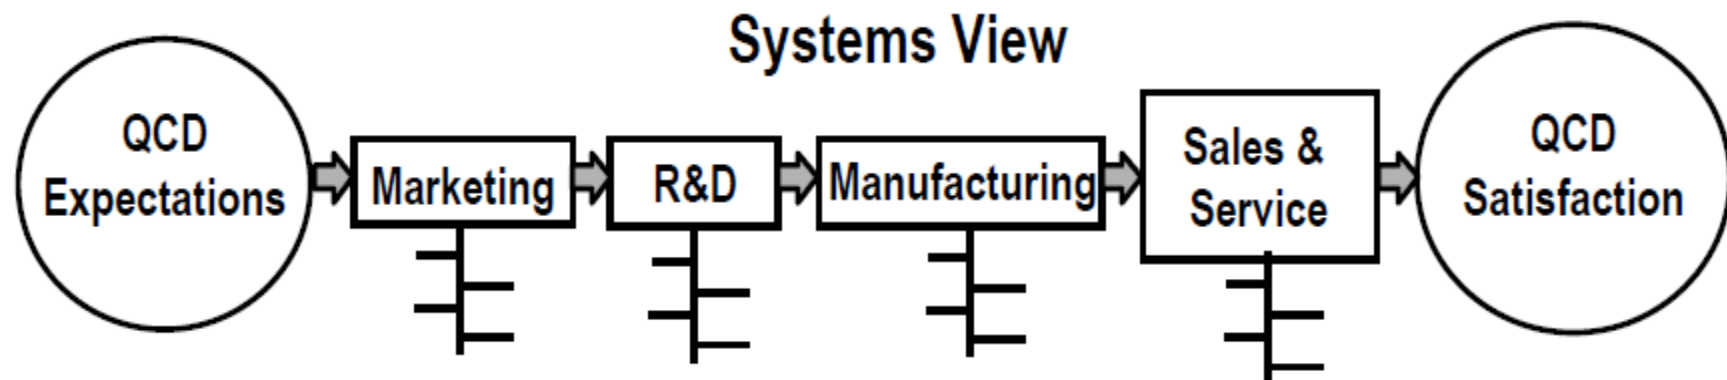 Systems View
QCD
Expectations
Marketing
R&D
Manufacturing
Sales &
Service
QCD
Satisfaction